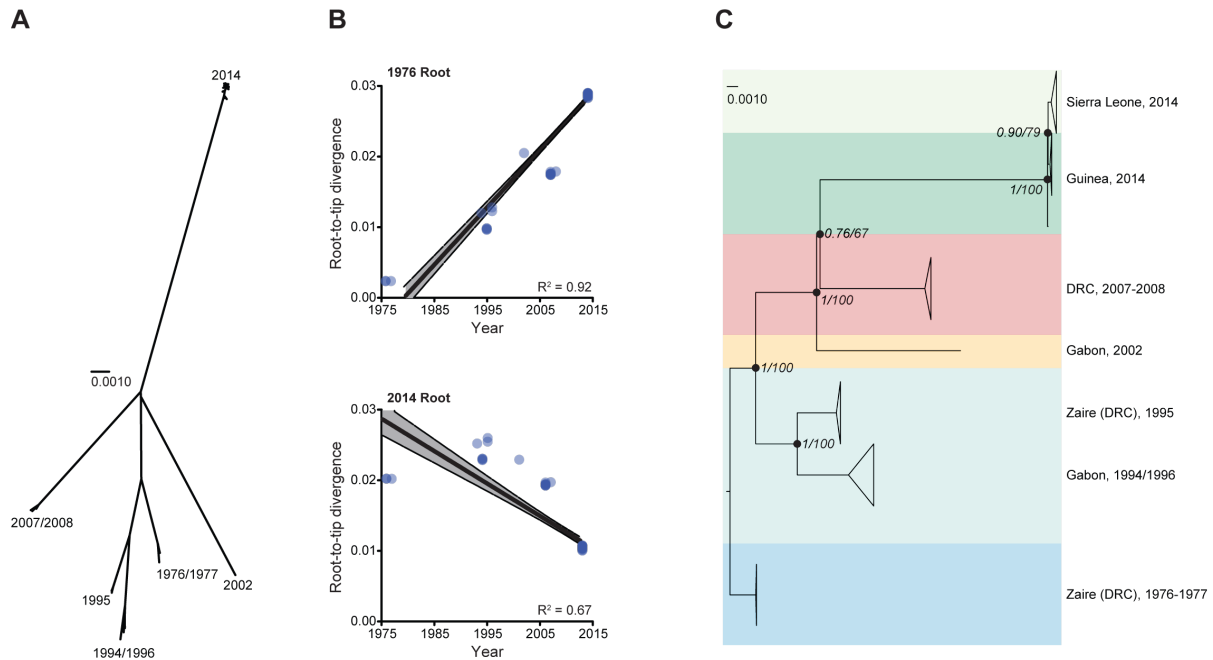 A
2014
0.0010
2007/2008
1976/1977
2002
1995
1994/1996
B
1976 Root
Root-to-tip divergence
0.03
0.02
0.01
0.00
R² = 0.92
1975
1985
1995
2005
2015
Year
2014 Root
Root-to-tip divergence
0.03
0.02
0.01
0.00
R² = 0.67
1975
1985
1995
2005
2015
Year
C
0.0010
Sierra Leone, 2014
0.90/79
Guinea, 2014
1/100
0.76/67
DRC, 2007-2008
1/100
Gabon, 2002
1/100
Zaire (DRC), 1995
1/100
Gabon, 1994/1996
Zaire (DRC), 1976-1977